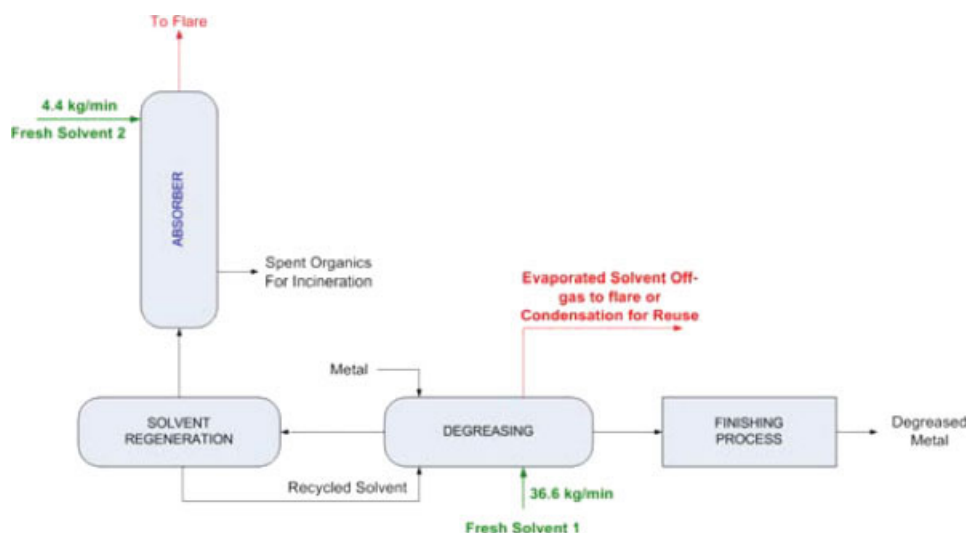 To Flare
4.4 kg/min
Fresh Solvent 2
ABSORBER
Spent Organics
For Incineration
Evaporated Solvent Off-
gas to flare or
Condensation for Reuse
Metal
SOLVENT
REGENERATION
DEGREASING
FINISHING
PROCESS
Degreased
Metal
Recycled Solvent
36.6 kg/min
Fresh Solvent 1